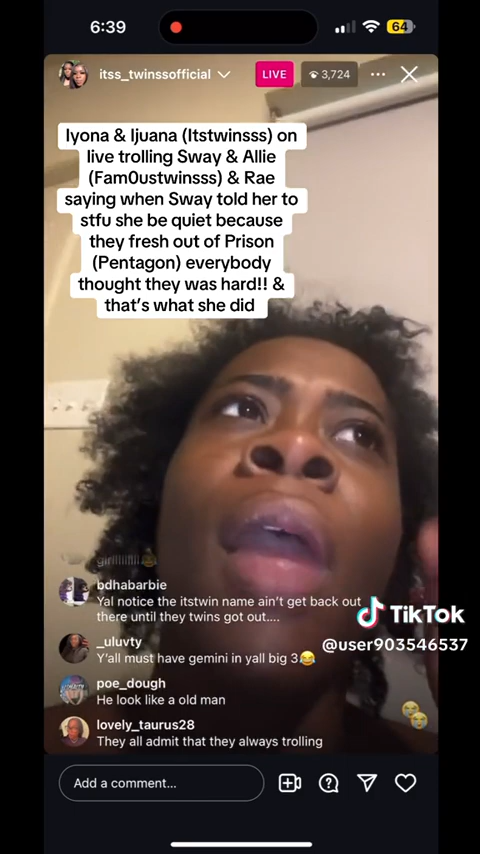 6:39
64
itss_twinssofficial
LIVE
3,724
Iyona & Ijuana (Itstwinsss) on
live trolling Sway & Allie
(Fam0ustwinsss) & Rae
saying when Sway told her to
stfu she be quiet because
they fresh out of Prison
(Pentagon) everybody
thought they was hard!! &
that's what she did
girlllllll!!😂
bdhabarbie
Yal notice the itstwin name ain't get back out
there until they twins got out....
TikTok
@user903546537
_uluvty
Y'all must have gemini in yall big 3😂
poe_dough
He look like a old man
lovely_taurus28
They all admit that they always trolling
Add a comment...